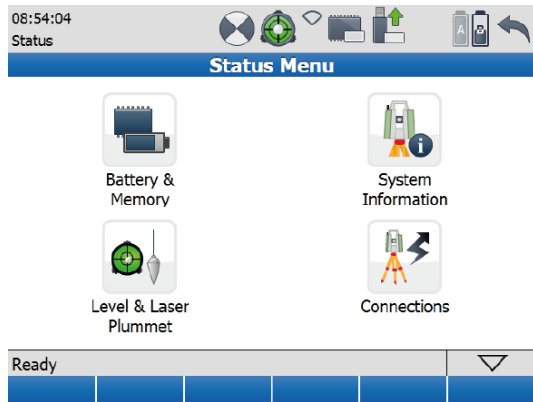 08:54:04
Status
A B
Status Menu
Battery &
Memory
System
Information
Level & Laser
Plummet
Connections
Ready